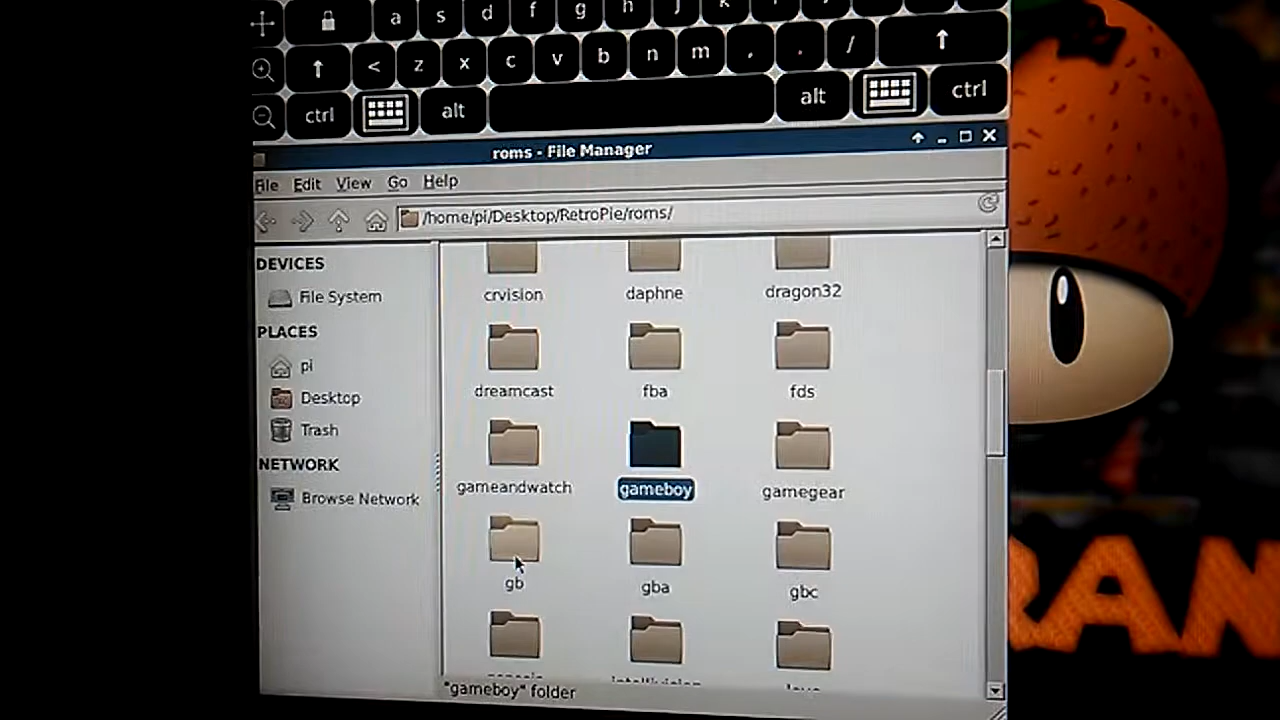 a s d f g h j k
< z x c v b n m , . /
ctrl alt alt ctrl
roms - File Manager
File Edit View Go Help
/home/pi/Desktop/RetroPie/roms/
DEVICES
File System
PLACES
pi
Desktop
Trash
NETWORK
Browse Network
crvision daphne dragon32
dreamcast fba fds
gameandwatch gameboy gamegear
gb gba gbc
intellivision
"gameboy" folder
RAN